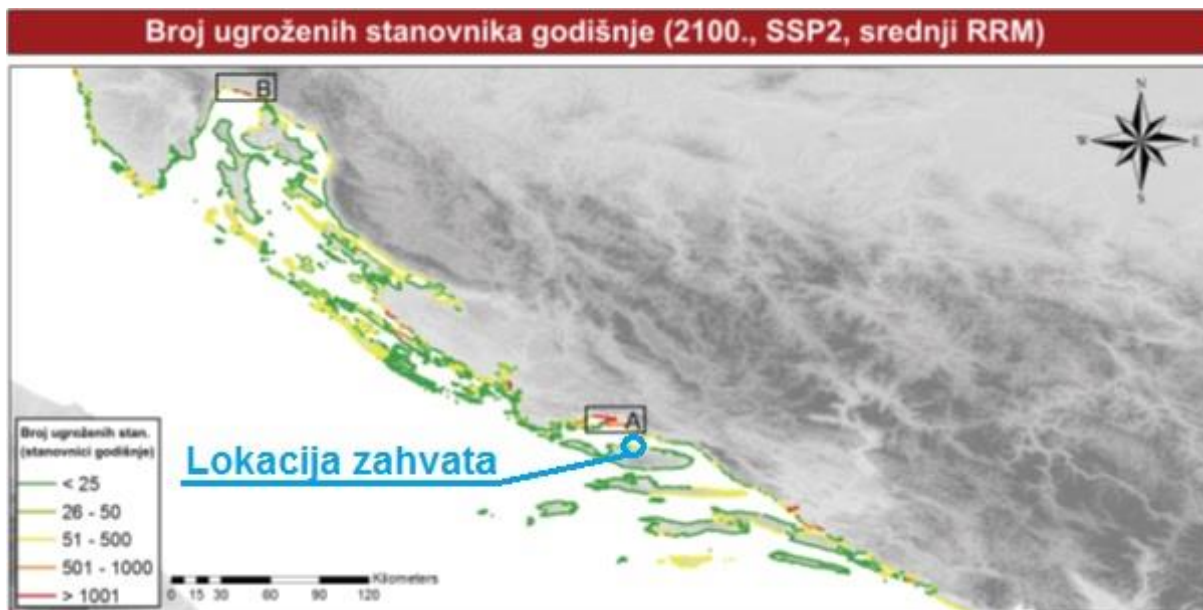 Broj ugroženih stanovnika godišnje (2100., SSP2, srednji RRM)
B
N
W
E
S
A
Lokacija zahvata
Broj ugroženih stan.
(stanovnici godišnje)
< 25
26 - 50
51 - 500
501 - 1000
> 1001
Kilometers
0 15 30 60 90 120